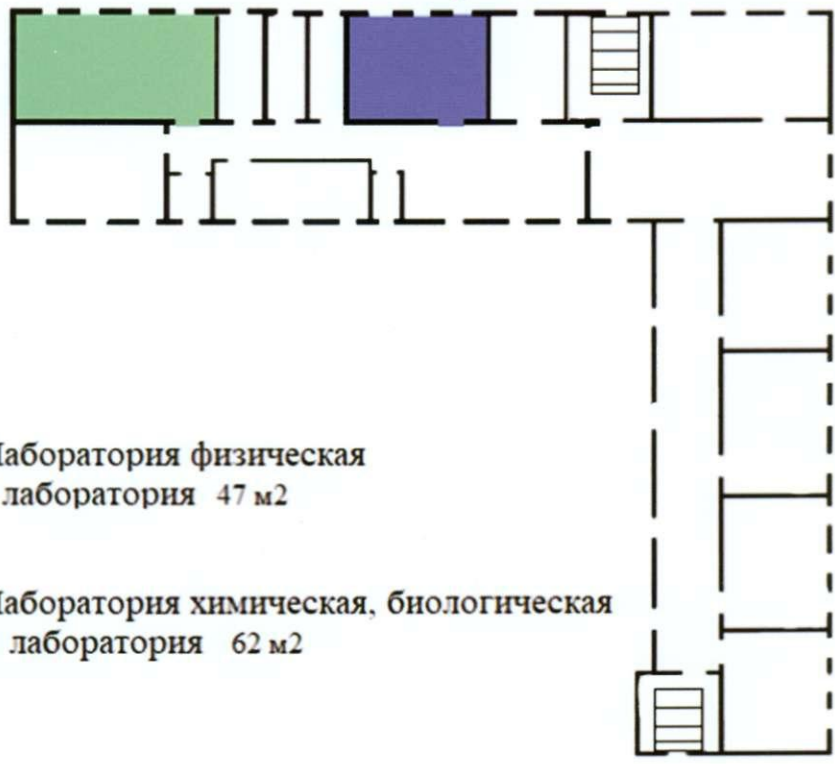 Лаборатория физическая
лаборатория 47 м2
Лаборатория химическая, биологическая
лаборатория 62 м2